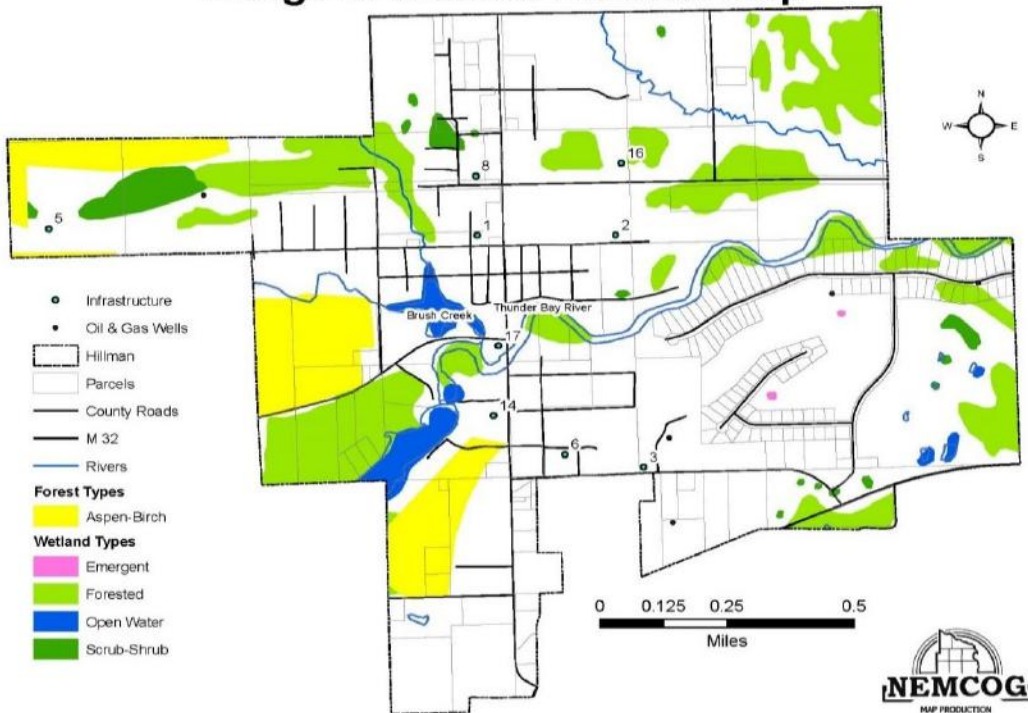 N
W E
S
16
8
5
1
2
Infrastructure
Oil & Gas Wells
Hillman
Parcels
County Roads
M 32
Rivers
Forest Types
Aspen-Birch
Wetland Types
Emergent
Forested
Open Water
Scrub-Shrub
Brush Creek
Thunder Bay River
17
14
6
3
0 0.125 0.25 0.5
Miles
NEMCOG
MAP PRODUCTION